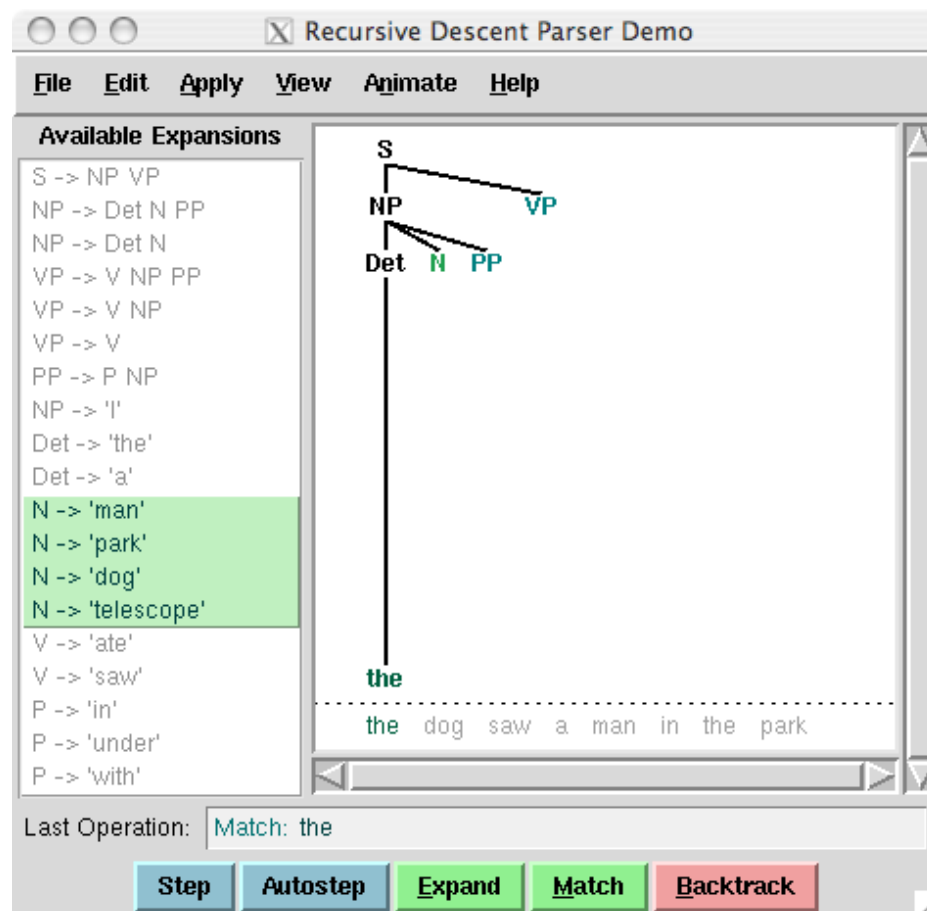 Recursive Descent Parser Demo
File Edit Apply View Animate Help
Available Expansions
S -> NP VP
NP -> Det N PP
NP -> Det N
VP -> V NP PP
VP -> V NP
VP -> V
PP -> P NP
NP -> 'I'
Det -> 'the'
Det -> 'a'
N -> 'man'
N -> 'park'
N -> 'dog'
N -> 'telescope'
V -> 'ate'
V -> 'saw'
P -> 'in'
P -> 'under'
P -> 'with'
S
NP VP
Det N PP
the
the dog saw a man in the park
Last Operation: Match: the
Step Autostep Expand Match Backtrack